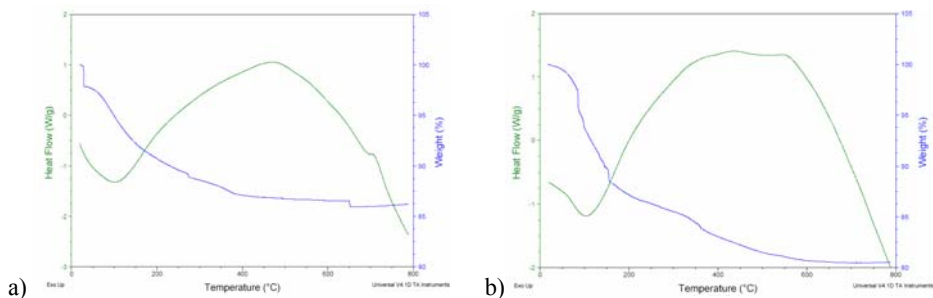 2
1
0
-1
-2
-3
Heat Flow (W/g)
105
100
95
90
85
80
Weight (%)
0
200
400
600
800
Temperature (°C)
Exo Up
Universal V4.1D TA Instruments
a)
2
1
0
-1
-2
Heat Flow (W/g)
105
100
95
90
85
80
Weight (%)
0
200
400
600
800
Temperature (°C)
Exo Up
Universal V4.1D TA Instruments
b)